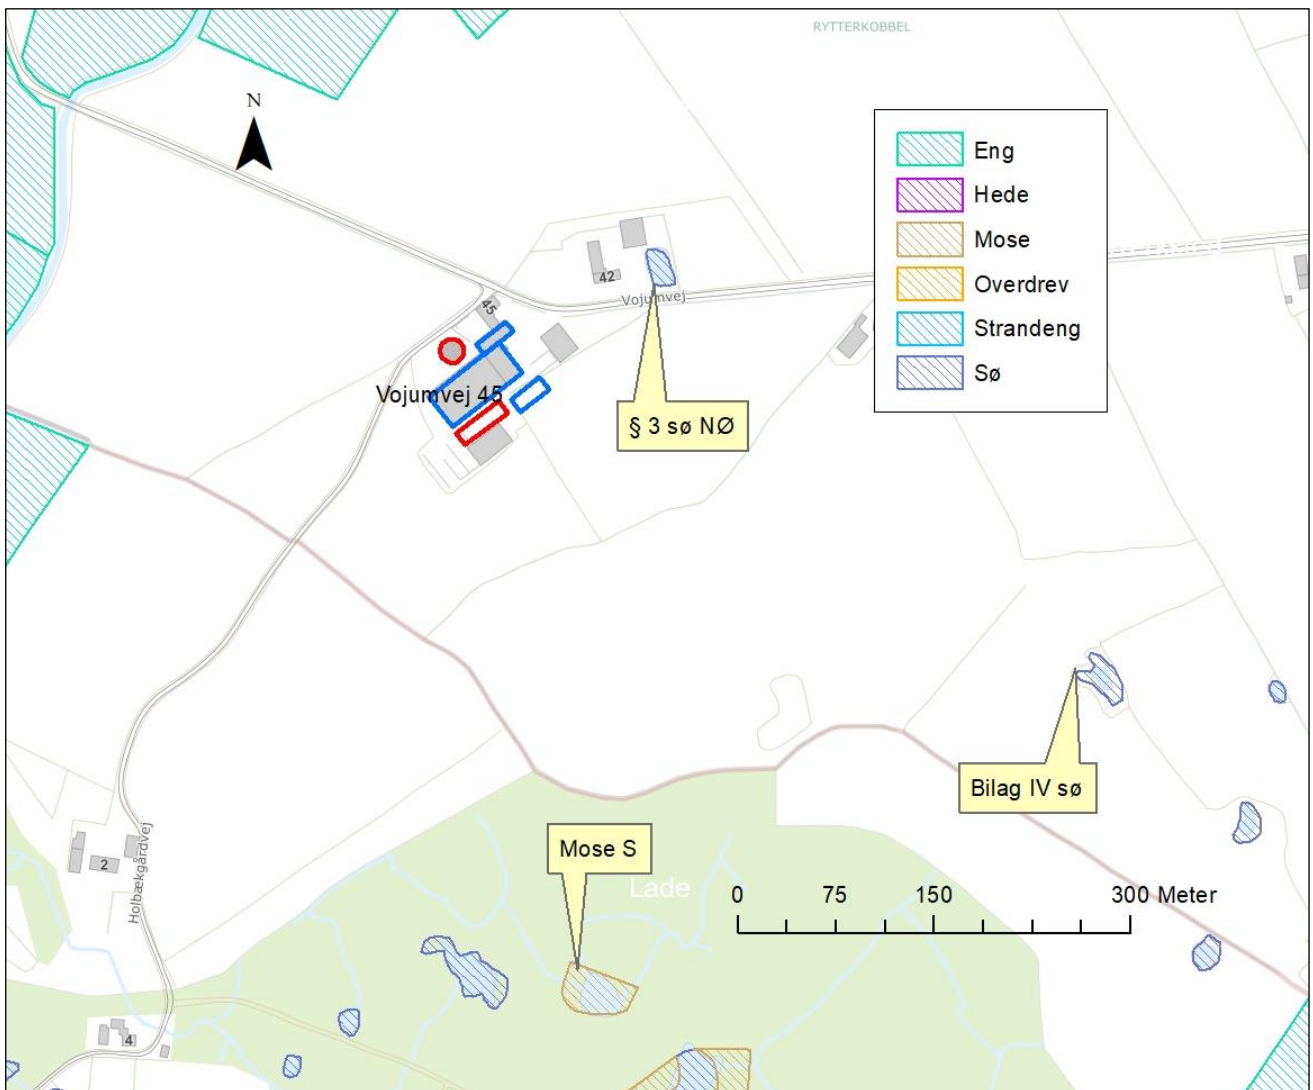 RYTTERKOBBEL
N
Eng
Hede
Mose
Overdrev
Strandeng
Sø
42
Vojumvej
45
Vojumvej 45
§ 3 sø NØ
Bilag IV sø
Mose S
Lade
0 75 150 300 Meter
2
Holbækgårdvej
4